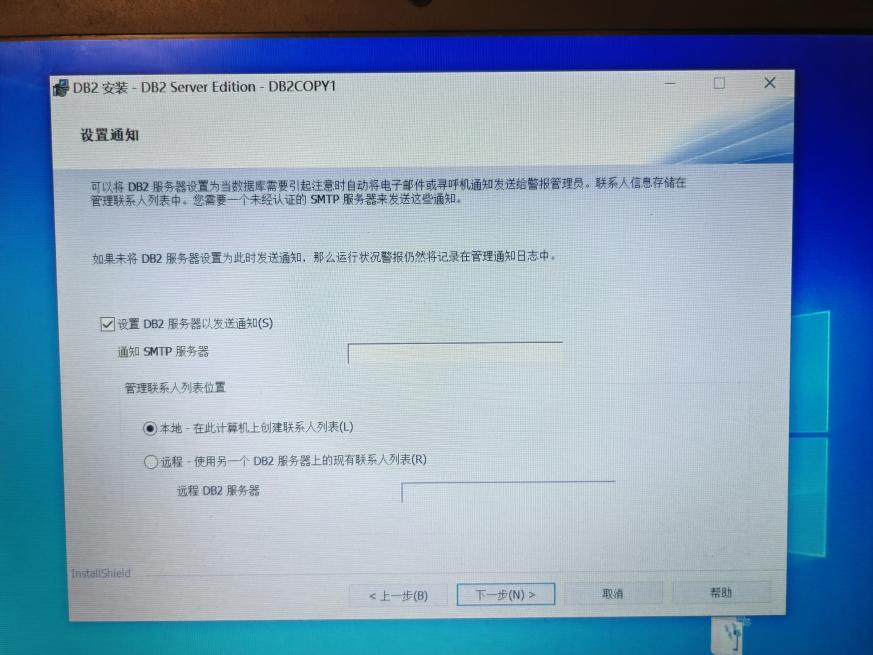 DB2 安装 - DB2 Server Edition - DB2COPY1
设置通知
可以将 DB2 服务器设置为当数据库需要引起注意时自动将电子邮件或寻呼机通知发送给警报管理员。联系人信息存储在
管理联系人列表中。您需要一个未经认证的 SMTP 服务器来发送这些通知。
如果未将 DB2 服务器设置为此时发送通知，那么运行状况警报仍然将记录在管理通知日志中。
设置 DB2 服务器以发送通知(S)
通知 SMTP 服务器
管理联系人列表位置
本地 - 在此计算机上创建联系人列表(L)
远程 - 使用另一个 DB2 服务器上的现有联系人列表(R)
远程 DB2 服务器
InstallShield
< 上一步(B) 下一步(N) > 取消 帮助